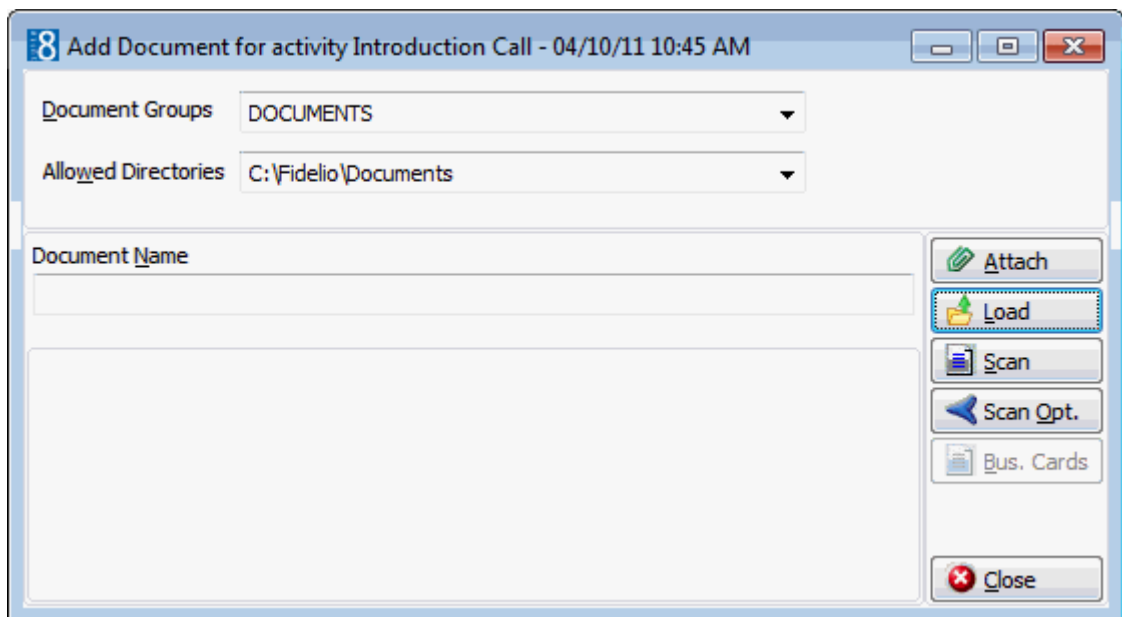 8 Add Document for activity Introduction Call - 04/10/11 10:45 AM
Document Groups DOCUMENTS
Allowed Directories C:\Fidelio\Documents
Document Name
Attach
Load
Scan
Scan Opt.
Bus. Cards
Close